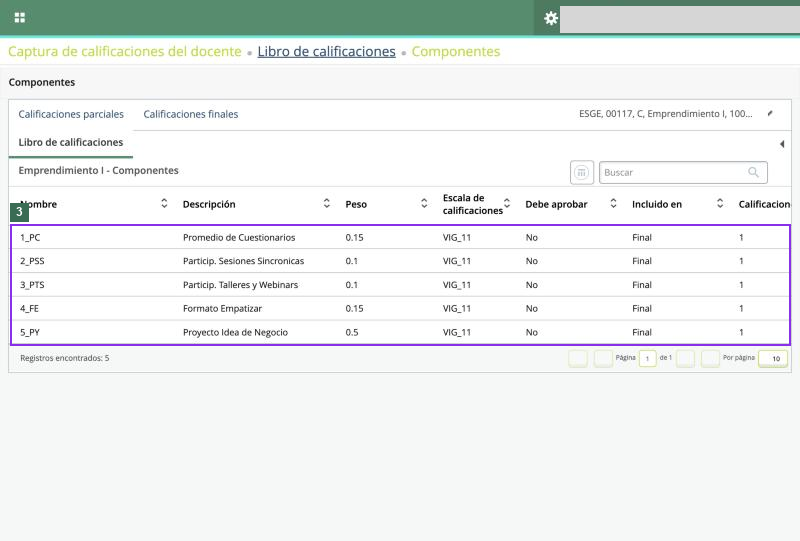 Captura de calificaciones del docente • Libro de calificaciones • Componentes
Componentes
Calificaciones parciales Calificaciones finales ESGE, 00117, C, Emprendimiento I, 100...
Libro de calificaciones
Emprendimiento I - Componentes Buscar
3
Nombre Descripción Peso Escala de calificaciones Debe aprobar Incluido en Calificacion
1_PC Promedio de Cuestionarios 0.15 VIG_11 No Final 1
2_PSS Particip. Sesiones Sincronicas 0.1 VIG_11 No Final 1
3_PTS Particip. Talleres y Webinars 0.1 VIG_11 No Final 1
4_FE Formato Empatizar 0.15 VIG_11 No Final 1
5_PY Proyecto Idea de Negocio 0.5 VIG_11 No Final 1
Registros encontrados: 5 Página 1 de 1 Por página 10